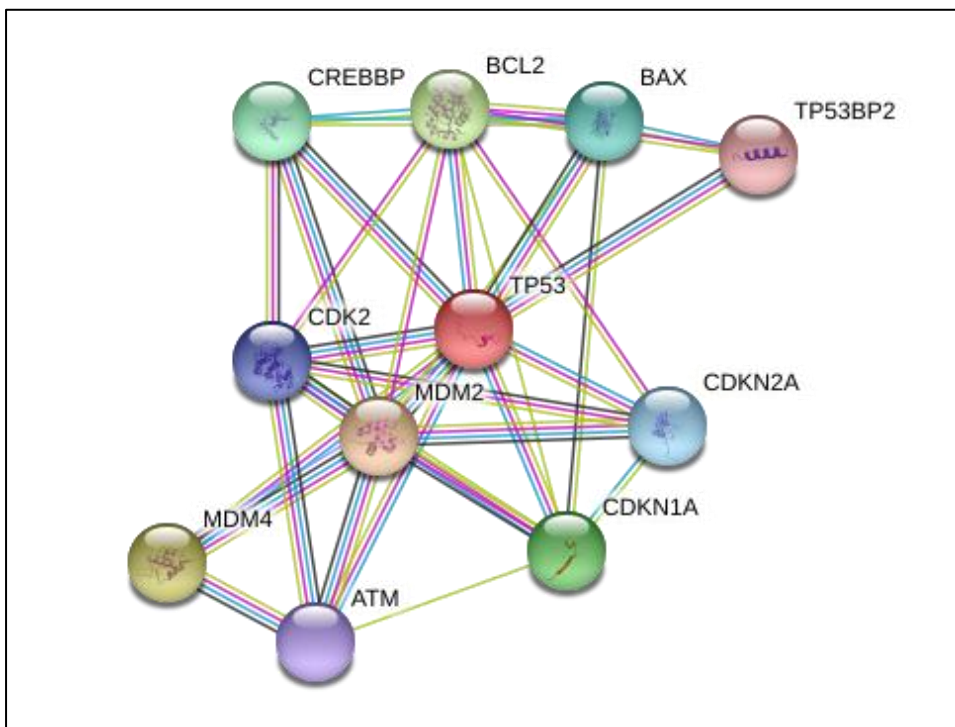 CREBBP
BCL2
BAX
TP53BP2
TP53
CDK2
MDM2
CDKN2A
CDKN1A
MDM4
ATM